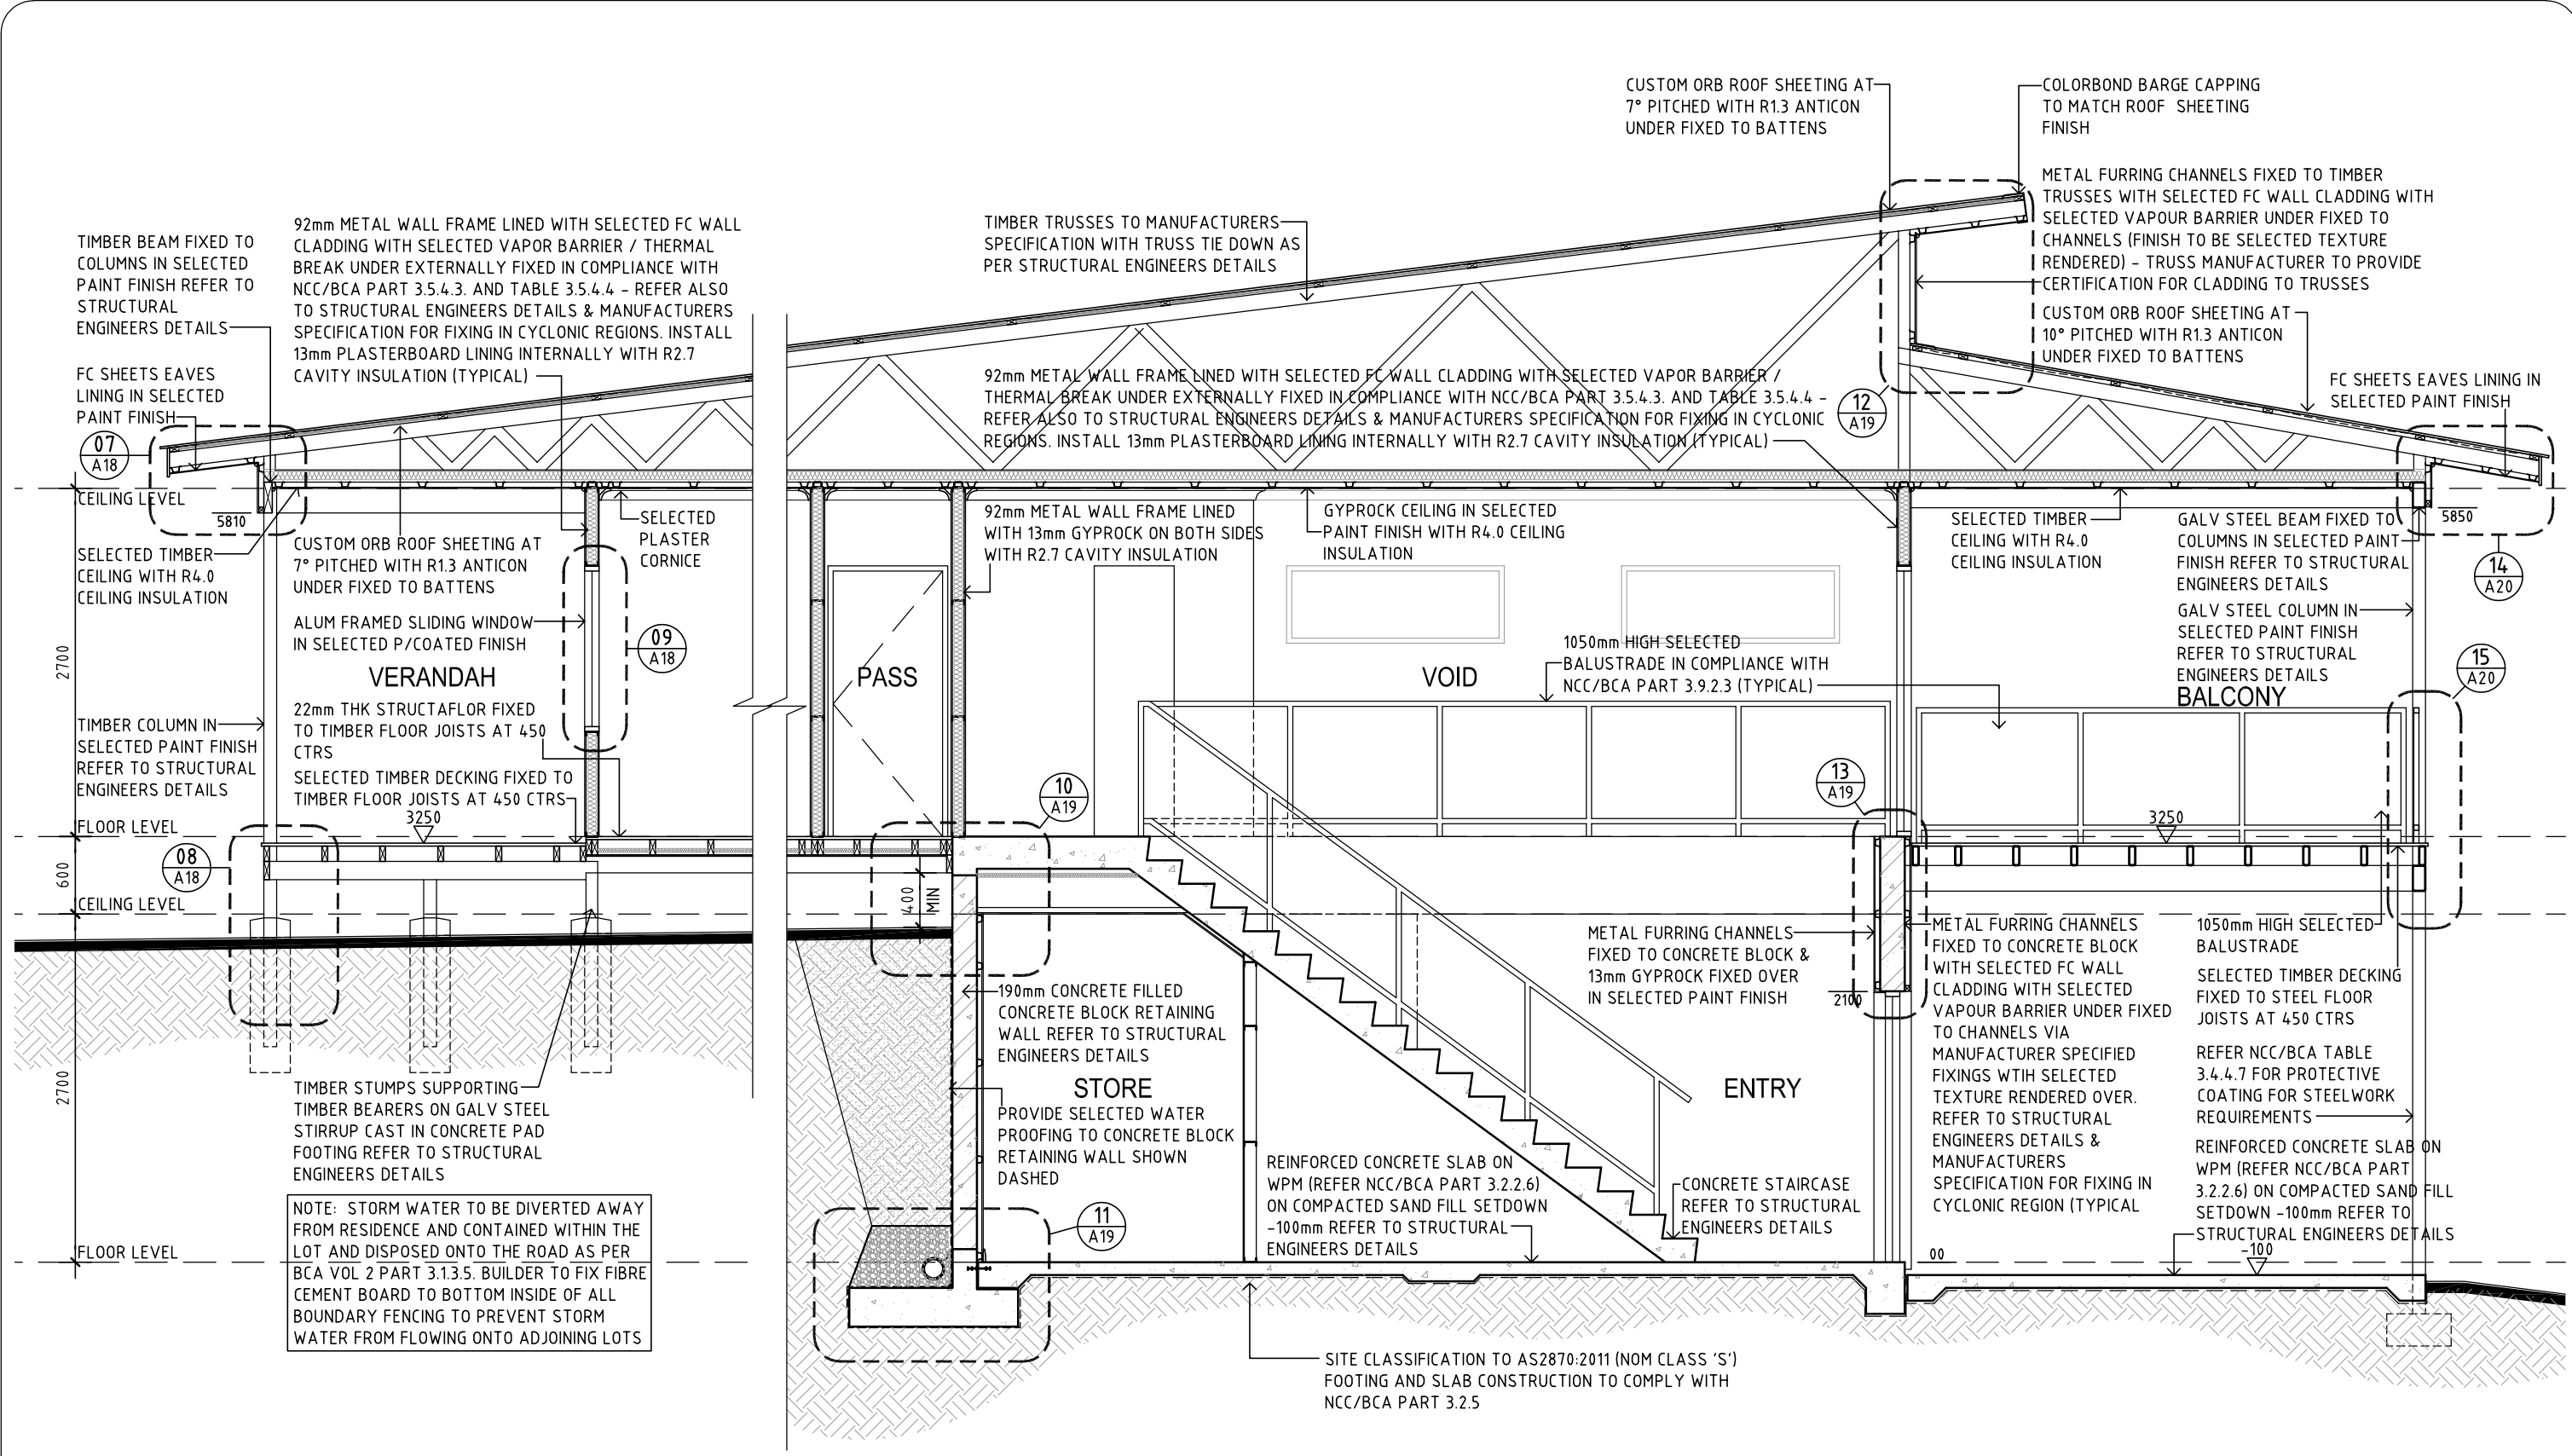 CUSTOM ORB ROOF SHEETING AT
7° PITCHED WITH R1.3 ANTICON
UNDER FIXED TO BATTENS
COLORBOND BARGE CAPPING
TO MATCH ROOF SHEETING
FINISH
METAL FURRING CHANNELS FIXED TO TIMBER
TRUSSES WITH SELECTED FC WALL CLADDING WITH
SELECTED VAPOUR BARRIER UNDER FIXED TO
CHANNELS (FINISH TO BE SELECTED TEXTURE
RENDERED) - TRUSS MANUFACTURER TO PROVIDE
CERTIFICATION FOR CLADDING TO TRUSSES
CUSTOM ORB ROOF SHEETING AT
10° PITCHED WITH R1.3 ANTICON
UNDER FIXED TO BATTENS
FC SHEETS EAVES LINING IN
SELECTED PAINT FINISH
TIMBER BEAM FIXED TO
COLUMNS IN SELECTED
PAINT FINISH REFER TO
STRUCTURAL
ENGINEERS DETAILS
FC SHEETS EAVES
LINING IN SELECTED
PAINT FINISH
92mm METAL WALL FRAME LINED WITH SELECTED FC WALL
CLADDING WITH SELECTED VAPOR BARRIER / THERMAL
BREAK UNDER EXTERNALLY FIXED IN COMPLIANCE WITH
NCC/BCA PART 3.5.4.3. AND TABLE 3.5.4.4 - REFER ALSO
TO STRUCTURAL ENGINEERS DETAILS & MANUFACTURERS
SPECIFICATION FOR FIXING IN CYCLONIC REGIONS. INSTALL
13mm PLASTERBOARD LINING INTERNALLY WITH R2.7
CAVITY INSULATION (TYPICAL)
TIMBER TRUSSES TO MANUFACTURERS
SPECIFICATION WITH TRUSS TIE DOWN AS
PER STRUCTURAL ENGINEERS DETAILS
92mm METAL WALL FRAME LINED WITH SELECTED FC WALL CLADDING WITH SELECTED VAPOR BARRIER /
THERMAL BREAK UNDER EXTERNALLY FIXED IN COMPLIANCE WITH NCC/BCA PART 3.5.4.3. AND TABLE 3.5.4.4 -
REFER ALSO TO STRUCTURAL ENGINEERS DETAILS & MANUFACTURERS SPECIFICATION FOR FIXING IN CYCLONIC
REGIONS. INSTALL 13mm PLASTERBOARD LINING INTERNALLY WITH R2.7 CAVITY INSULATION (TYPICAL)
07
A18
12
A19
CEILING LEVEL
5810
SELECTED TIMBER
CEILING WITH R4.0
CEILING INSULATION
CUSTOM ORB ROOF SHEETING AT
7° PITCHED WITH R1.3 ANTICON
UNDER FIXED TO BATTENS
SELECTED
PLASTER
CORNICE
92mm METAL WALL FRAME LINED
WITH 13mm GYPROCK ON BOTH SIDES
WITH R2.7 CAVITY INSULATION
GYPROCK CEILING IN SELECTED
PAINT FINISH WITH R4.0 CEILING
INSULATION
SELECTED TIMBER
CEILING WITH R4.0
CEILING INSULATION
GALV STEEL BEAM FIXED TO
COLUMNS IN SELECTED PAINT
FINISH REFER TO STRUCTURAL
ENGINEERS DETAILS
5850
14
A20
GALV STEEL COLUMN IN
SELECTED PAINT FINISH
REFER TO STRUCTURAL
ENGINEERS DETAILS
BALCONY
15
A20
ALUM FRAMED SLIDING WINDOW
IN SELECTED P/COATED FINISH
09
A18
2700
VERANDAH
PASS
VOID
1050mm HIGH SELECTED
BALUSTRADE IN COMPLIANCE WITH
NCC/BCA PART 3.9.2.3 (TYPICAL)
TIMBER COLUMN IN
SELECTED PAINT FINISH
REFER TO STRUCTURAL
ENGINEERS DETAILS
22mm THK STRUCTAFLOR FIXED
TO TIMBER FLOOR JOISTS AT 450
CTRS
SELECTED TIMBER DECKING FIXED TO
TIMBER FLOOR JOISTS AT 450 CTRS
3250
10
A19
13
A19
3250
FLOOR LEVEL
08
A18
600
CEILING LEVEL
400
MIN
METAL FURRING CHANNELS
FIXED TO CONCRETE BLOCK &
13mm GYPROCK FIXED OVER
IN SELECTED PAINT FINISH
2100
METAL FURRING CHANNELS
FIXED TO CONCRETE BLOCK
WITH SELECTED FC WALL
CLADDING WITH SELECTED
VAPOUR BARRIER UNDER FIXED
TO CHANNELS VIA
MANUFACTURER SPECIFIED
FIXINGS WTIH SELECTED
TEXTURE RENDERED OVER.
REFER TO STRUCTURAL
ENGINEERS DETAILS &
MANUFACTURERS
SPECIFICATION FOR FIXING IN
CYCLONIC REGION (TYPICAL
1050mm HIGH SELECTED
BALUSTRADE
SELECTED TIMBER DECKING
FIXED TO STEEL FLOOR
JOISTS AT 450 CTRS
REFER NCC/BCA TABLE
3.4.4.7 FOR PROTECTIVE
COATING FOR STEELWORK
REQUIREMENTS
REINFORCED CONCRETE SLAB ON
WPM (REFER NCC/BCA PART
3.2.2.6) ON COMPACTED SAND FILL
SETDOWN -100mm REFER TO
STRUCTURAL ENGINEERS DETAILS
190mm CONCRETE FILLED
CONCRETE BLOCK RETAINING
WALL REFER TO STRUCTURAL
ENGINEERS DETAILS
STORE
PROVIDE SELECTED WATER
PROOFING TO CONCRETE BLOCK
RETAINING WALL SHOWN
DASHED
ENTRY
2700
TIMBER STUMPS SUPPORTING
TIMBER BEARERS ON GALV STEEL
STIRRUP CAST IN CONCRETE PAD
FOOTING REFER TO STRUCTURAL
ENGINEERS DETAILS
REINFORCED CONCRETE SLAB ON
WPM (REFER NCC/BCA PART 3.2.2.6)
ON COMPACTED SAND FILL SETDOWN
-100mm REFER TO STRUCTURAL
ENGINEERS DETAILS
CONCRETE STAIRCASE
REFER TO STRUCTURAL
ENGINEERS DETAILS
11
A19
FLOOR LEVEL
00
-100
NOTE: STORM WATER TO BE DIVERTED AWAY
FROM RESIDENCE AND CONTAINED WITHIN THE
LOT AND DISPOSED ONTO THE ROAD AS PER
BCA VOL 2 PART 3.1.3.5. BUILDER TO FIX FIBRE
CEMENT BOARD TO BOTTOM INSIDE OF ALL
BOUNDARY FENCING TO PREVENT STORM
WATER FROM FLOWING ONTO ADJOINING LOTS
SITE CLASSIFICATION TO AS2870:2011 (NOM CLASS 'S')
FOOTING AND SLAB CONSTRUCTION TO COMPLY WITH
NCC/BCA PART 3.2.5